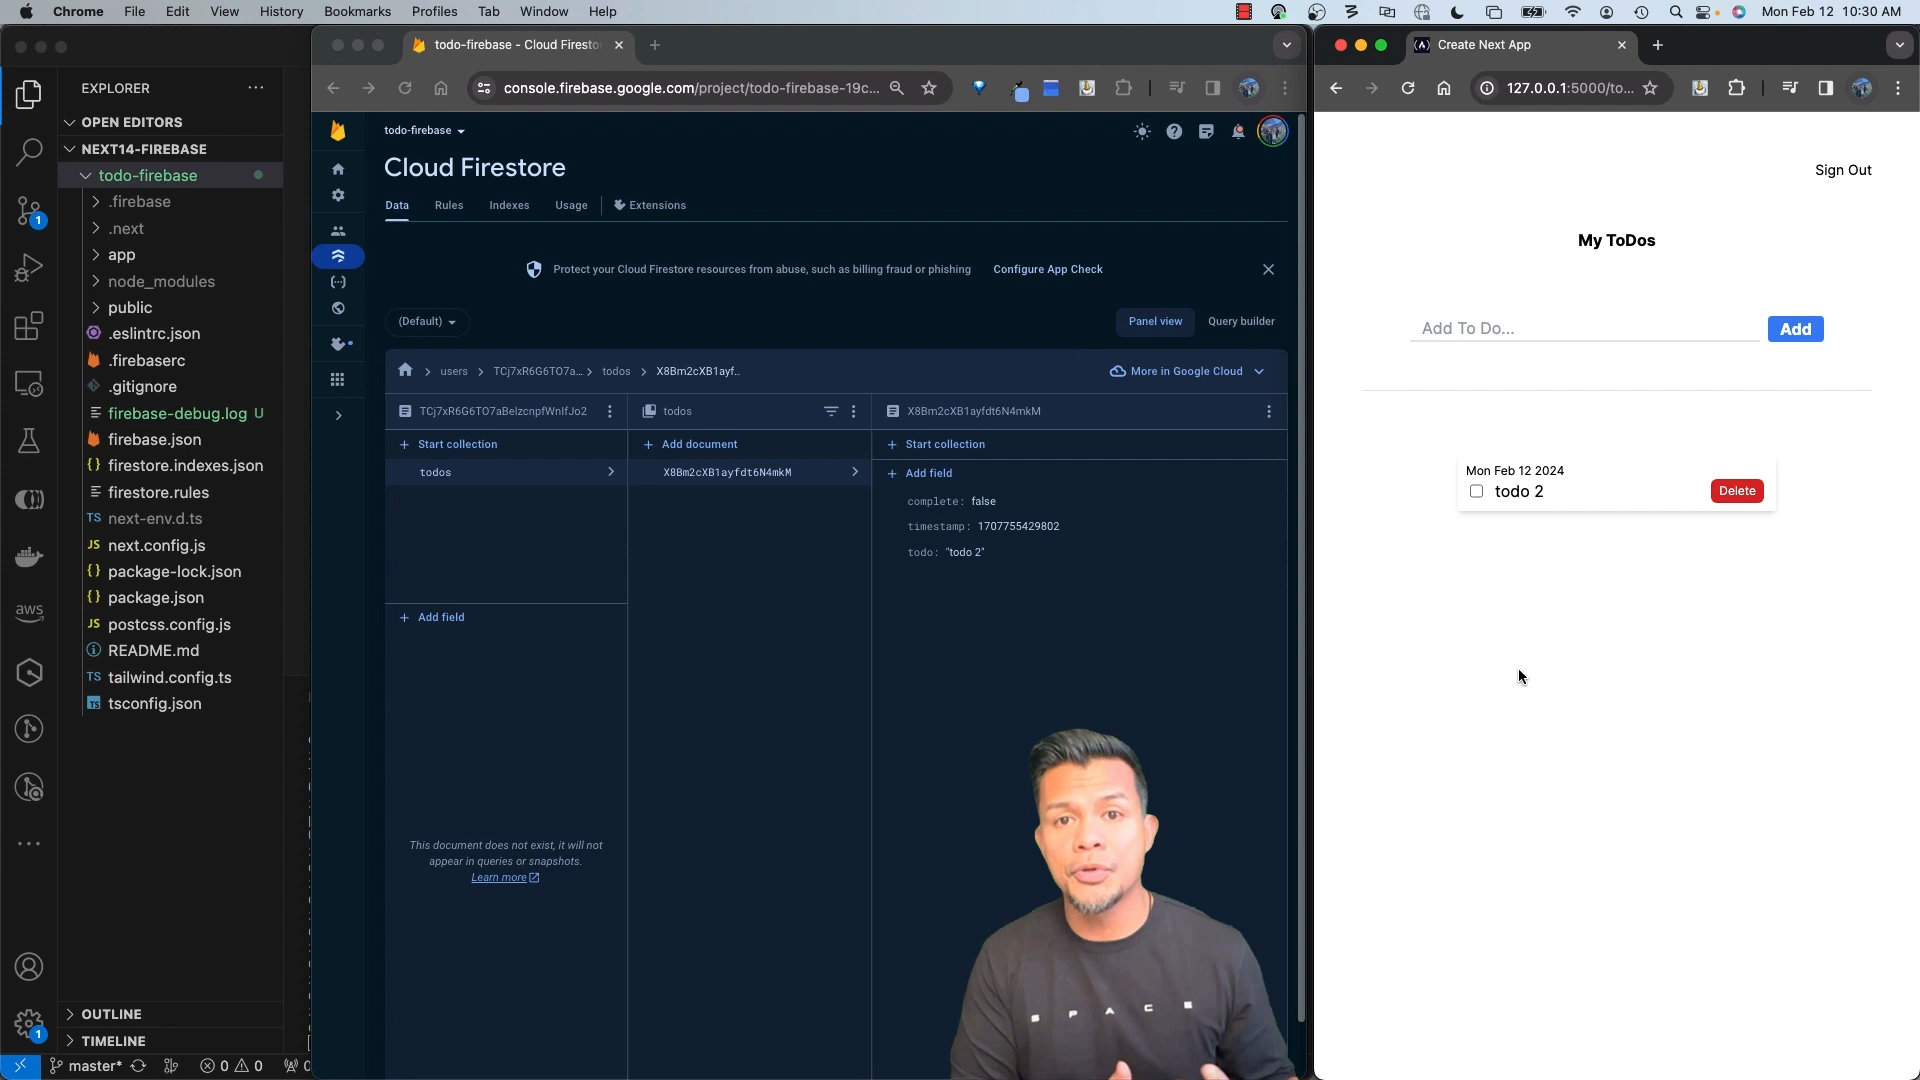 Chrome File Edit View History Bookmarks Profiles Tab Window Help
Mon Feb 12 10:30 AM
EXPLORER
OPEN EDITORS
NEXT14-FIREBASE
todo-firebase
.firebase
.next
app
node_modules
public
.eslintrc.json
.firebaserc
.gitignore
firebase-debug.log U
firebase.json
firestore.indexes.json
firestore.rules
next-env.d.ts
next.config.js
package-lock.json
package.json
postcss.config.js
README.md
tailwind.config.ts
tsconfig.json
aws
1
1
OUTLINE
TIMELINE
master* 0 0
todo-firebase - Cloud Firesto
console.firebase.google.com/project/todo-firebase-19c...
todo-firebase
Cloud Firestore
Data Rules Indexes Usage Extensions
Protect your Cloud Firestore resources from abuse, such as billing fraud or phishing Configure App Check
(Default) Panel view Query builder
users TCj7xR6G6TO7a... todos X8Bm2cXB1ayf... More in Google Cloud
TCj7xR6G6TO7aBelzcnpfWnIfJo2 todos X8Bm2cXB1ayfdt6N4mkM
+ Start collection + Add document + Start collection
todos X8Bm2cXB1ayfdt6N4mkM + Add field
complete: false
timestamp: 1707755429802
todo: "todo 2"
+ Add field
This document does not exist, it will not
appear in queries or snapshots.
Learn more
S P A C E
Create Next App
127.0.0.1:5000/to...
Sign Out
My ToDos
Add To Do... Add
Mon Feb 12 2024
todo 2 Delete